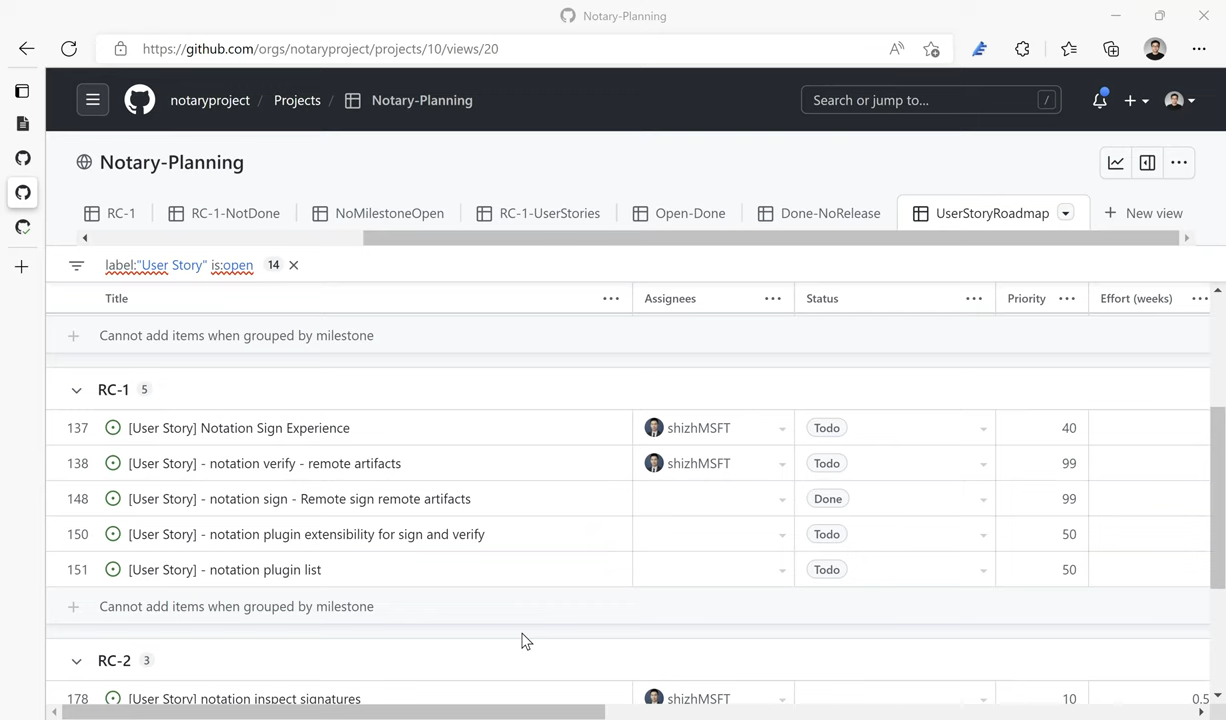 Notary-Planning
https://github.com/orgs/notaryproject/projects/10/views/20
notaryproject / Projects / Notary-Planning
Search or jump to... /
Notary-Planning
RC-1 RC-1-NotDone NoMilestoneOpen RC-1-UserStories Open-Done Done-NoRelease UserStoryRoadmap New view
label:"User Story" is:open 14
Title Assignees Status Priority Effort (weeks)
Cannot add items when grouped by milestone
RC-1 5
137 [User Story] Notation Sign Experience shizhMSFT Todo 40
138 [User Story] - notation verify - remote artifacts shizhMSFT Todo 99
148 [User Story] - notation sign - Remote sign remote artifacts Done 99
150 [User Story] - notation plugin extensibility for sign and verify Todo 50
151 [User Story] - notation plugin list Todo 50
Cannot add items when grouped by milestone
RC-2 3
178 [User Story] notation inspect signatures shizhMSFT 10 0.5